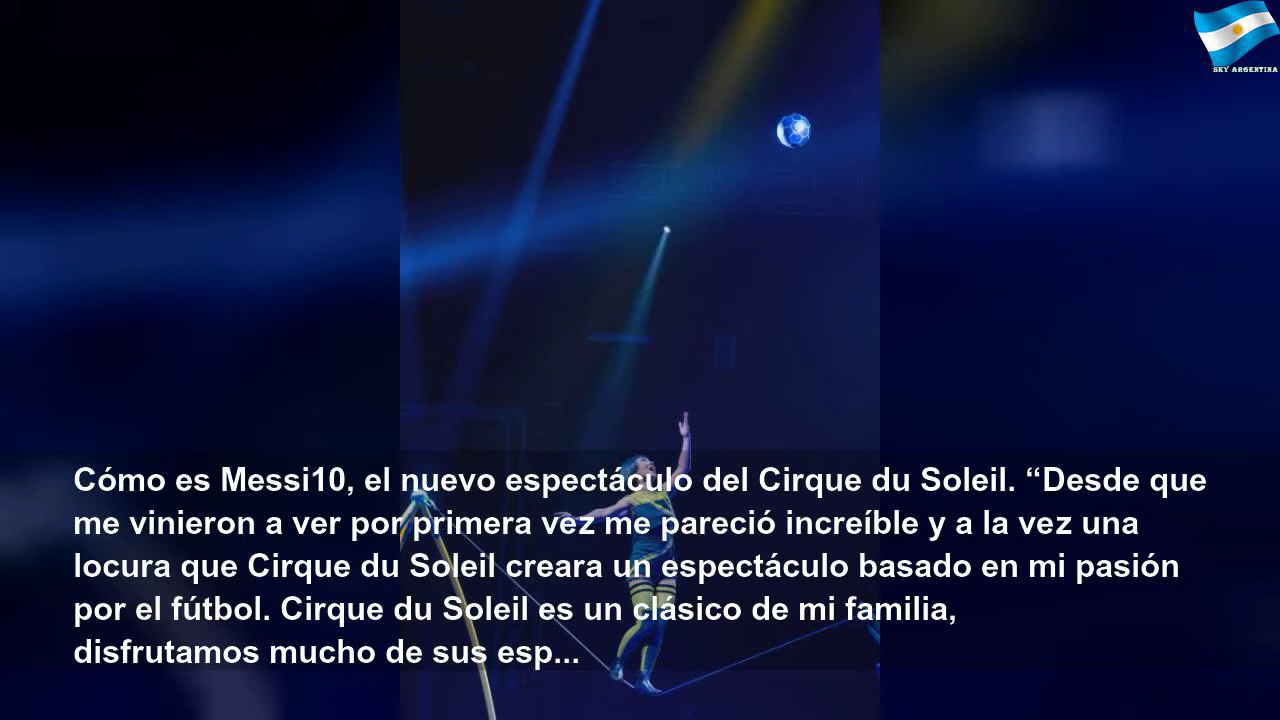 SKY ARGENTINA
Cómo es Messi10, el nuevo espectáculo del Cirque du Soleil. “Desde que
me vinieron a ver por primera vez me pareció increíble y a la vez una
locura que Cirque du Soleil creara un espectáculo basado en mi pasión
por el fútbol. Cirque du Soleil es un clásico de mi familia,
disfrutamos mucho de sus esp...